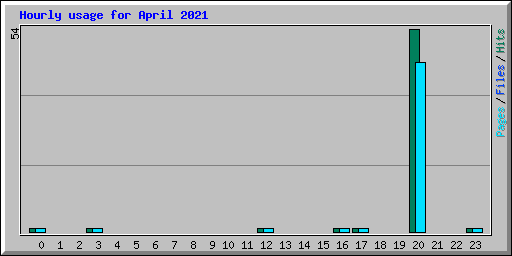 Hourly usage for April 2021
54
Pages/Files/Hits
0 1 2 3 4 5 6 7 8 9 10 11 12 13 14 15 16 17 18 19 20 21 22 23